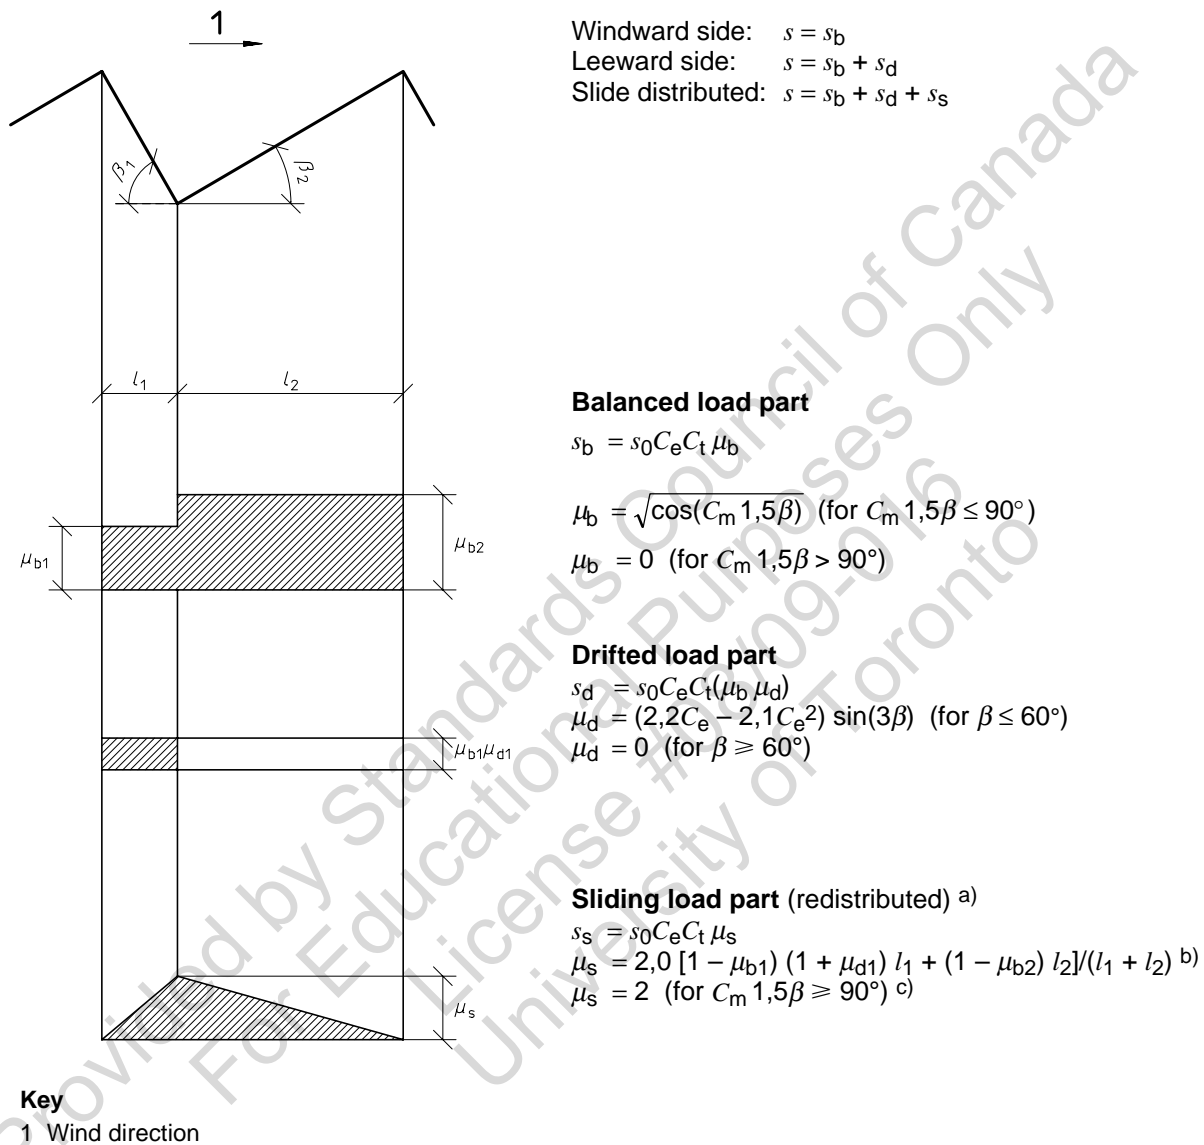 1
Windward side: s = sb
Leeward side: s = sb + sd
Slide distributed: s = sb + sd + ss
β1
β2
l1
l2
Balanced load part
sb = s0CeCt μb
μb = √cos(Cm 1,5β) (for Cm 1,5β ≤ 90°)
μb = 0 (for Cm 1,5β > 90°)
μb1
μb2
Drifted load part
sd = s0CeCt(μb μd)
μd = (2,2Ce – 2,1Ce²) sin(3β) (for β ≤ 60°)
μd = 0 (for β ⩾ 60°)
μb1μd1
Sliding load part (redistributed) a)
ss = s0CeCt μs
μs = 2,0 [1 – μb1) (1 + μd1) l1 + (1 – μb2) l2]/(l1 + l2) b)
μs = 2 (for Cm 1,5β ⩾ 90°) c)
μs
Key
1 Wind direction
Provided by Standards Council of Canada
For Educational Purposes Only
License #08/09-016
University of Toronto